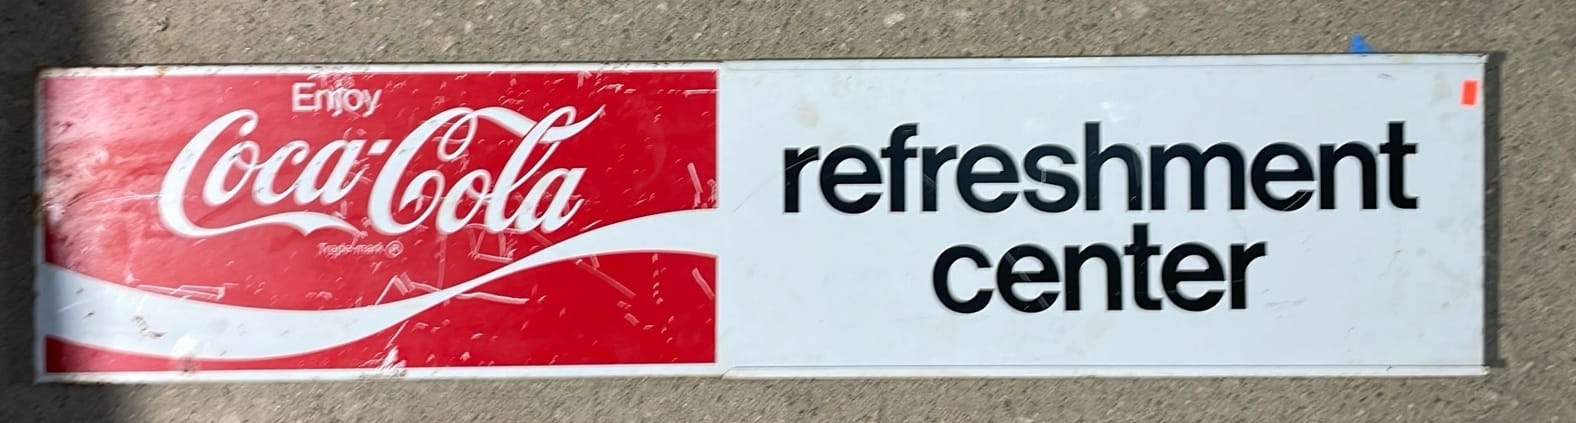 Enjoy
Coca-Cola
Trade-mark ®
refreshment
center